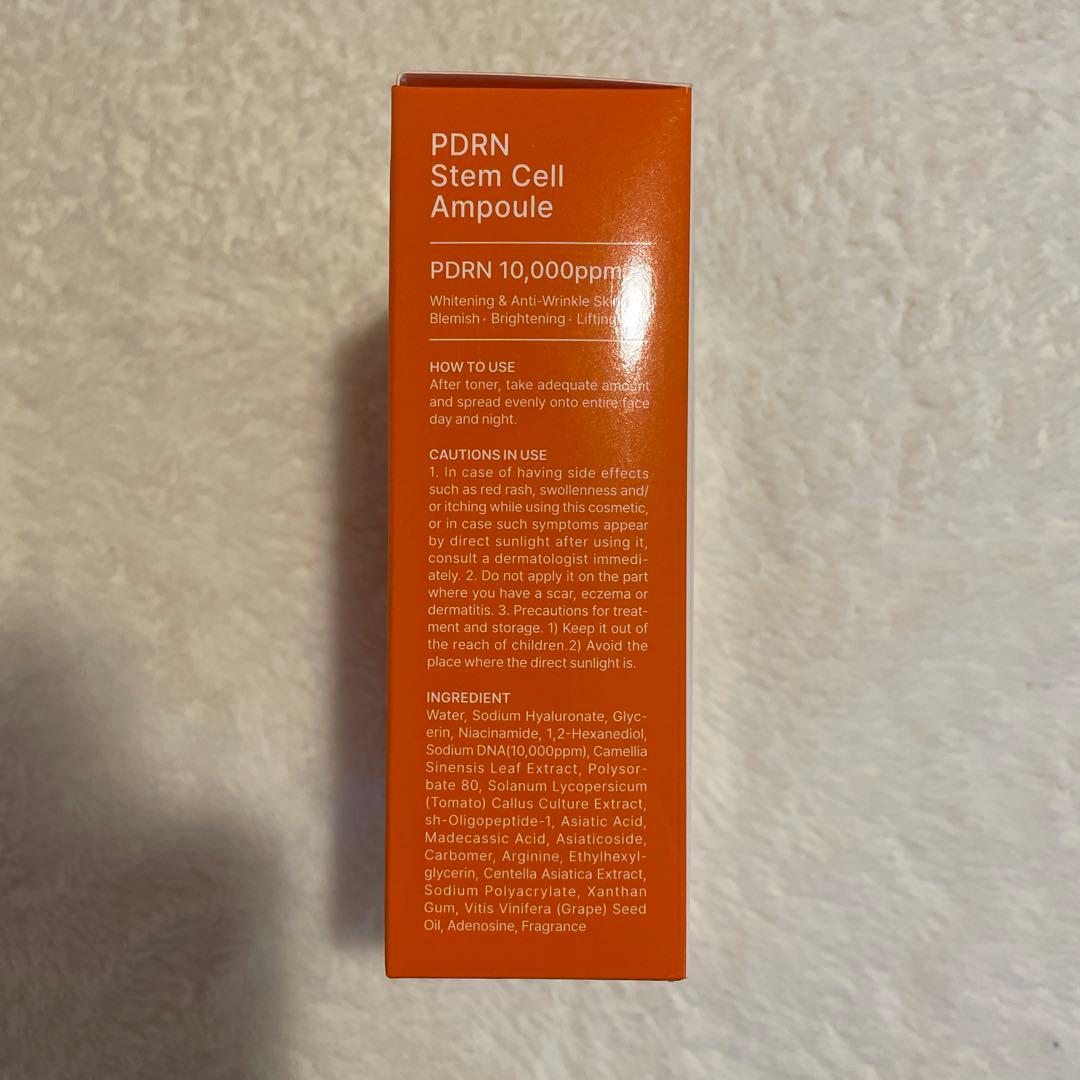 PDRN
Stem Cell
Ampoule
PDRN 10,000ppm
Whitening & Anti-Wrinkle
Blemish · Brightening · Lifting
HOW TO USE
After toner, take adequate amount
and spread evenly onto entire face
day and night.
CAUTIONS IN USE
1. In case of having side effects
such as red rash, swollenness and/
or itching while using this cosmetic,
or in case such symptoms appear
by direct sunlight after using it,
consult a dermatologist immedi-
ately. 2. Do not apply it on the part
where you have a scar, eczema or
dermatitis. 3. Precautions for treat-
ment and storage. 1) Keep it out of
the reach of children.2) Avoid the
place where the direct sunlight is.
INGREDIENT
Water, Sodium Hyaluronate, Glyc-
erin, Niacinamide, 1,2-Hexanediol,
Sodium DNA(10,000ppm), Camellia
Sinensis Leaf Extract, Polysor-
bate 80, Solanum Lycopersicum
(Tomato) Callus Culture Extract,
sh-Oligopeptide-1, Asiatic Acid,
Madecassic Acid, Asiaticoside,
Carbomer, Arginine, Ethylhexyl-
glycerin, Centella Asiatica Extract,
Sodium Polyacrylate, Xanthan
Gum, Vitis Vinifera (Grape) Seed
Oil, Adenosine, Fragrance